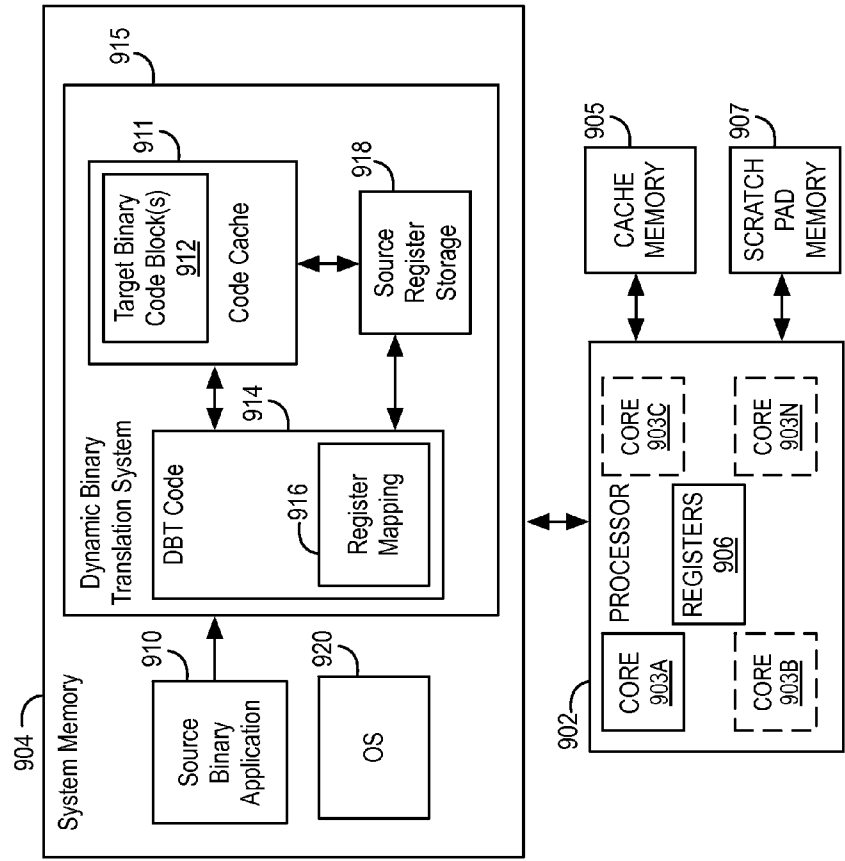 904
System Memory
910
Source
Binary
Application
920
OS
915
Dynamic Binary
Translation System
914
DBT Code
916
Register
Mapping
911
Target Binary
Code Block(s)
912
Code Cache
918
Source
Register
Storage
902
PROCESSOR
CORE
903A
CORE
903B
REGISTERS
906
CORE
903C
CORE
903N
905
CACHE
MEMORY
907
SCRATCH
PAD
MEMORY